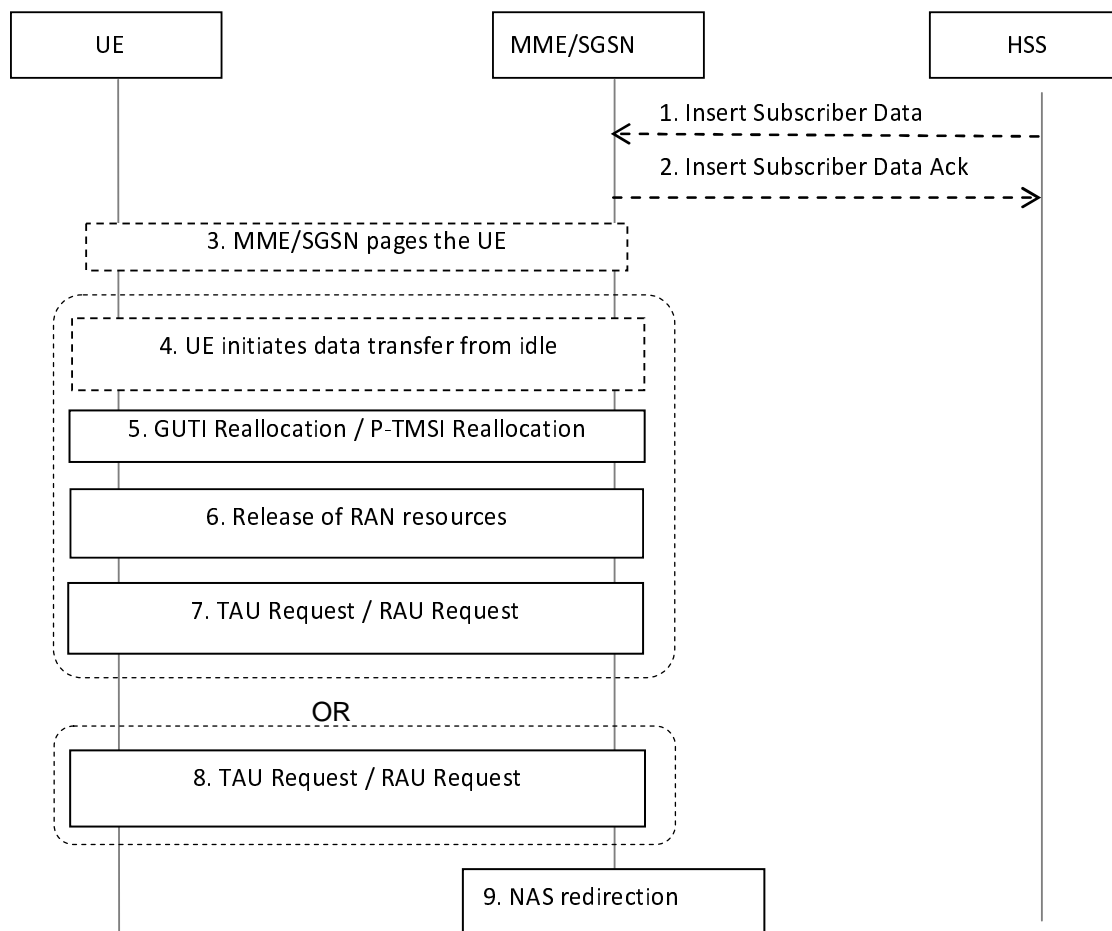 UE
MME/SGSN
HSS
1. Insert Subscriber Data
2. Insert Subscriber Data Ack
3. MME/SGSN pages the UE
4. UE initiates data transfer from idle
5. GUTI Reallocation / P-TMSI Reallocation
6. Release of RAN resources
7. TAU Request / RAU Request
OR
8. TAU Request / RAU Request
9. NAS redirection